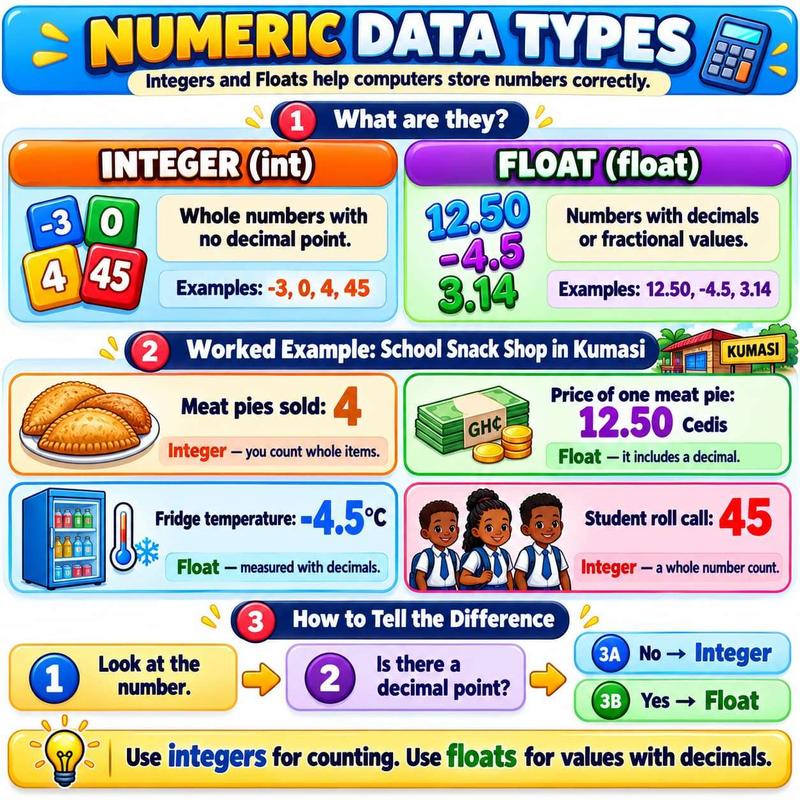 NUMERIC DATA TYPES
Integers and Floats help computers store numbers correctly.
1 What are they?
INTEGER (int)
-3 0
4 45
Whole numbers with
no decimal point.
Examples: -3, 0, 4, 45
FLOAT (float)
12.50
-4.5
3.14
Numbers with decimals
or fractional values.
Examples: 12.50, -4.5, 3.14
2 Worked Example: School Snack Shop in Kumasi
KUMASI
Meat pies sold: 4
Integer — you count whole items.
GH₵
Price of one meat pie:
12.50 Cedis
Float — it includes a decimal.
Fridge temperature: -4.5°C
Float — measured with decimals.
Student roll call: 45
Integer — a whole number count.
3 How to Tell the Difference
1 Look at the
number.
2 Is there a
decimal point?
3A No → Integer
3B Yes → Float
Use integers for counting. Use floats for values with decimals.